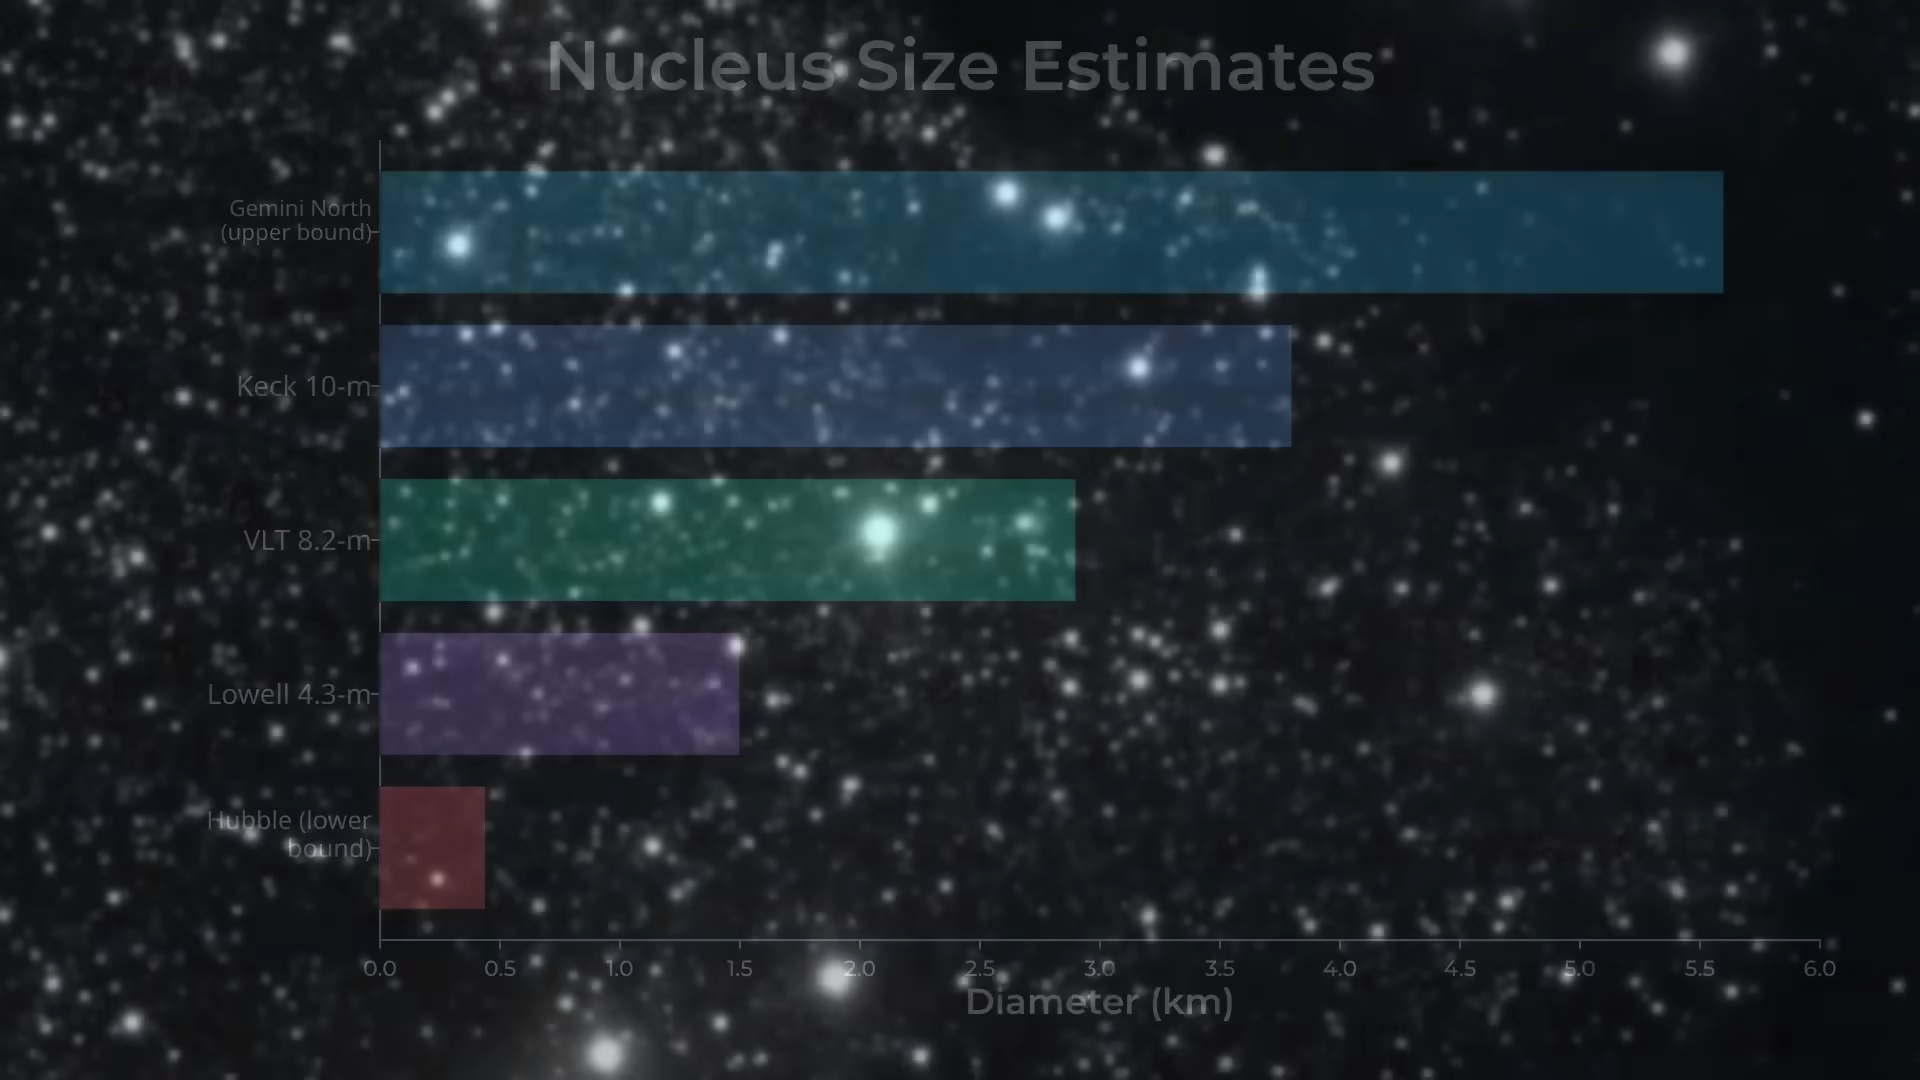 Nucleus Size Estimates
Gemini North
(upper bound)
Keck 10-m
VLT 8.2-m
Lowell 4.3-m
Hubble (lower
bound)
0.0 0.5 1.0 1.5 2.0 2.5 3.0 3.5 4.0 4.5 5.0 5.5 6.0
Diameter (km)